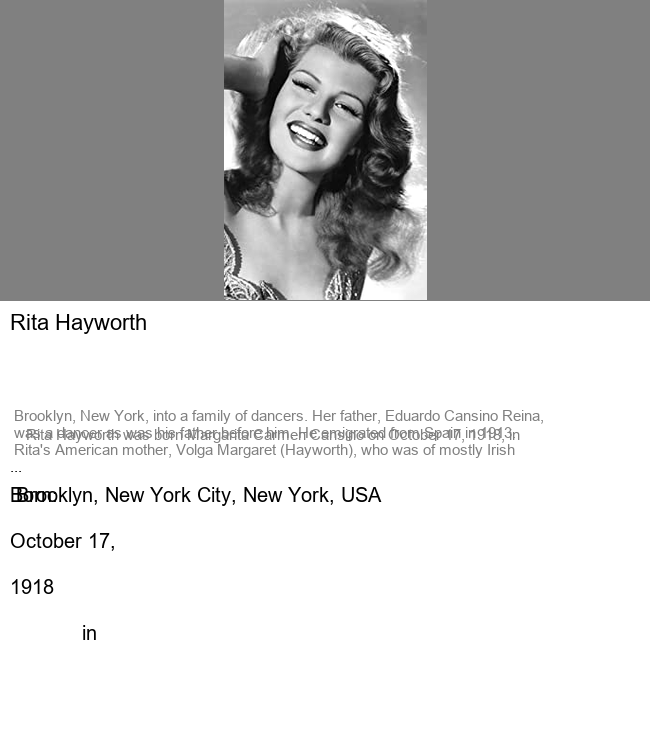 Rita Hayworth
Brooklyn, New York, into a family of dancers. Her father, Eduardo Cansino Reina,
was a dancer as was his father before him. He emigrated from Spain in 1913.
Rita Hayworth was born Margarita Carmen Cansino on October 17, 1918, in
Rita's American mother, Volga Margaret (Hayworth), who was of mostly Irish
...
Born
Brooklyn, New York City, New York, USA
October 17,
1918
in